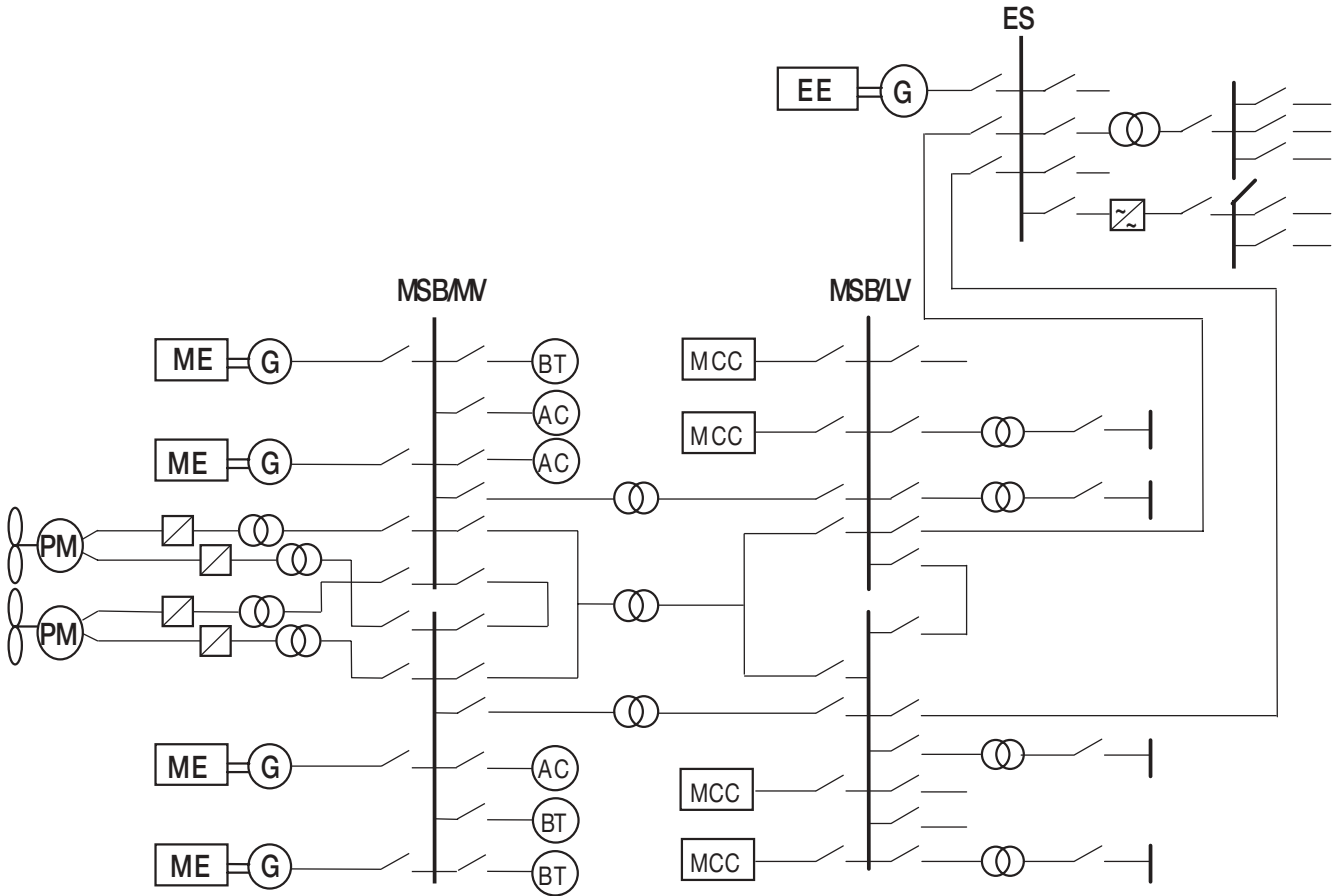 ES
EE G
~
~
MSB/MV MSB/LV
ME G BT MCC
AC MCC
ME G AC
PM
PM
ME G AC MCC
BT
ME G BT MCC